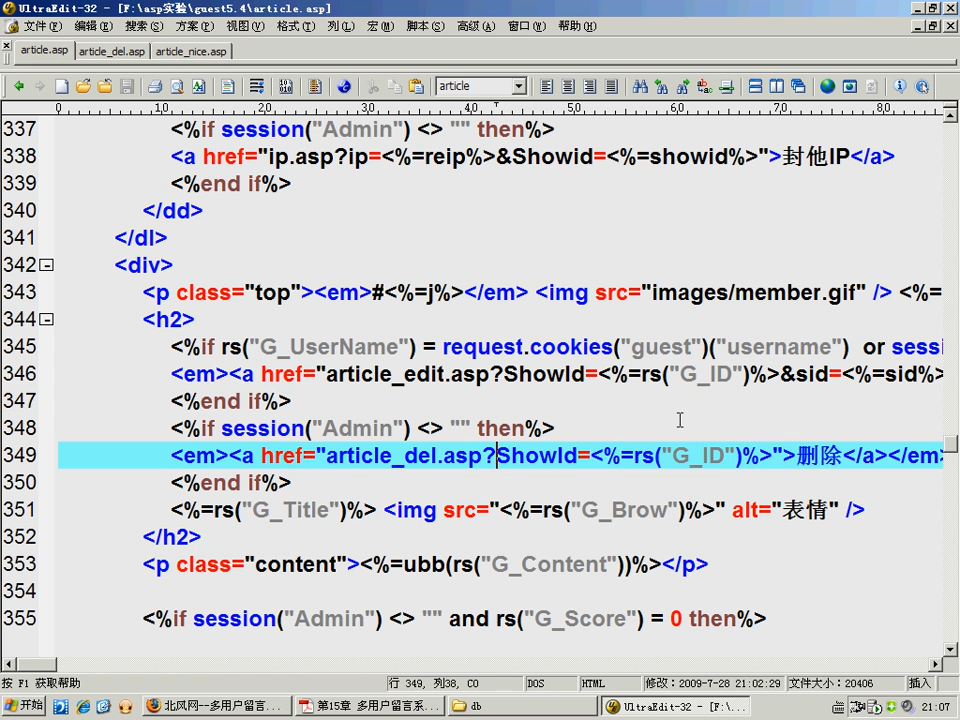 UltraEdit-32 - [F:\asp实验\guest5.4\article.asp]
文件(F) 编辑(E) 搜索(S) 方案(P) 视图(V) 格式(T) 列(L) 宏(M) 脚本(S) 高级(A) 窗口(W) 帮助(H)
article.asp article_del.asp article_nice.asp
article
0 10 20 30 40 50 60 70 80
337 <%if session("Admin") <> "" then%>
338 <a href="ip.asp?ip=<%=reip%>&Showid=<%=showid%>">封他IP</a>
339 <%end if%>
340 </dd>
341 </dl>
342 <div>
343 <p class="top"><em>#<%=j%></em> <img src="images/member.gif" /> <%=
344 <h2>
345 <%if rs("G_UserName") = request.cookies("guest")("username")  or sessi
346 <em><a href="article_edit.asp?ShowId=<%=rs("G_ID")%>&sid=<%=sid%>
347 <%end if%>
348 <%if session("Admin") <> "" then%>
349 <em><a href="article_del.asp?ShowId=<%=rs("G_ID")%>">删除</a></em>
350 <%end if%>
351 <%=rs("G_Title")%> <img src="<%=rs("G_Brow")%>" alt="表情" />
352 </h2>
353 <p class="content"><%=ubb(rs("G_Content"))%></p>
354
355 <%if session("Admin") <> "" and rs("G_Score") = 0 then%>
按 F1 获取帮助 行 349, 列38, C0 DOS HTML 修改: 2009-7-28 21:02:29 文件大小: 20406 插入
开始 北风网--多用户留言... 第15章 多用户留言系... db UltraEdit-32 - [F:\... 21:07